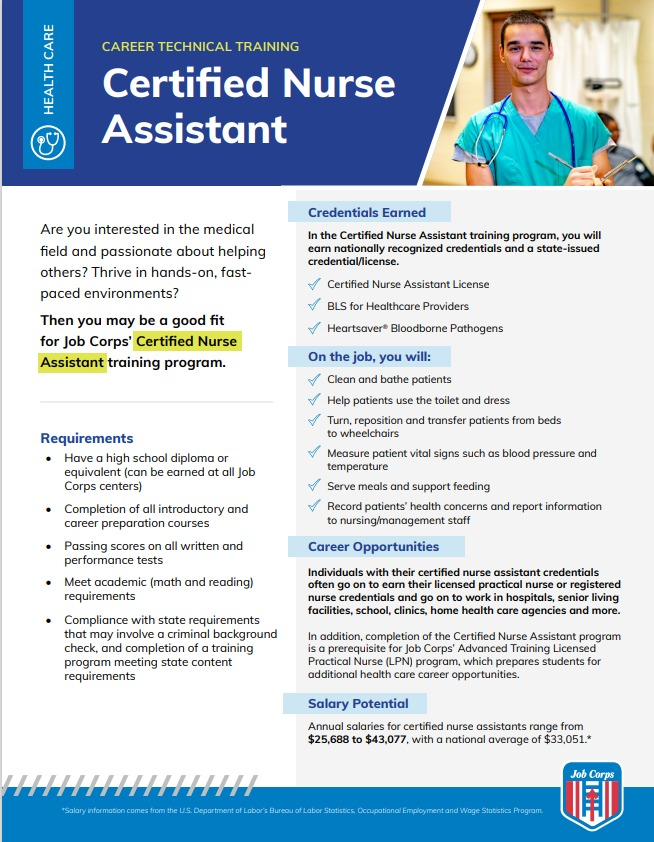 HEALTH CARE
CAREER TECHNICAL TRAINING
Certified Nurse
Assistant
Are you interested in the medical
field and passionate about helping
others? Thrive in hands-on, fast-
paced environments?
Then you may be a good fit
for Job Corps' Certified Nurse
Assistant training program.
Requirements
• Have a high school diploma or
equivalent (can be earned at all Job
Corps centers)
• Completion of all introductory and
career preparation courses
• Passing scores on all written and
performance tests
• Meet academic (math and reading)
requirements
• Compliance with state requirements
that may involve a criminal background
check, and completion of a training
program meeting state content
requirements
Credentials Earned
In the Certified Nurse Assistant training program, you will
earn nationally recognized credentials and a state-issued
credential/license.
Certified Nurse Assistant License
BLS for Healthcare Providers
Heartsaver® Bloodborne Pathogens
On the job, you will:
Clean and bathe patients
Help patients use the toilet and dress
Turn, reposition and transfer patients from beds
to wheelchairs
Measure patient vital signs such as blood pressure and
temperature
Serve meals and support feeding
Record patients' health concerns and report information
to nursing/management staff
Career Opportunities
Individuals with their certified nurse assistant credentials
often go on to earn their licensed practical nurse or registered
nurse credentials and go on to work in hospitals, senior living
facilities, school, clinics, home health care agencies and more.
In addition, completion of the Certified Nurse Assistant program
is a prerequisite for Job Corps' Advanced Training Licensed
Practical Nurse (LPN) program, which prepares students for
additional health care career opportunities.
Salary Potential
Annual salaries for certified nurse assistants range from
$25,688 to $43,077, with a national average of $33,051.*
*Salary information comes from the U.S. Department of Labor's Bureau of Labor Statistics, Occupational Employment and Wage Statistics Program.
Job Corps